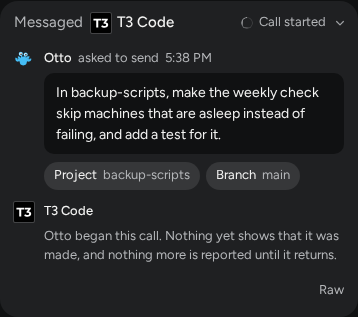 Messaged T3 T3 Code Call started
Otto asked to send 5:38 PM
In backup-scripts, make the weekly check
skip machines that are asleep instead of
failing, and add a test for it.
Project backup-scripts Branch main
T3 T3 Code
Otto began this call. Nothing yet shows that it was
made, and nothing more is reported until it returns.
Raw